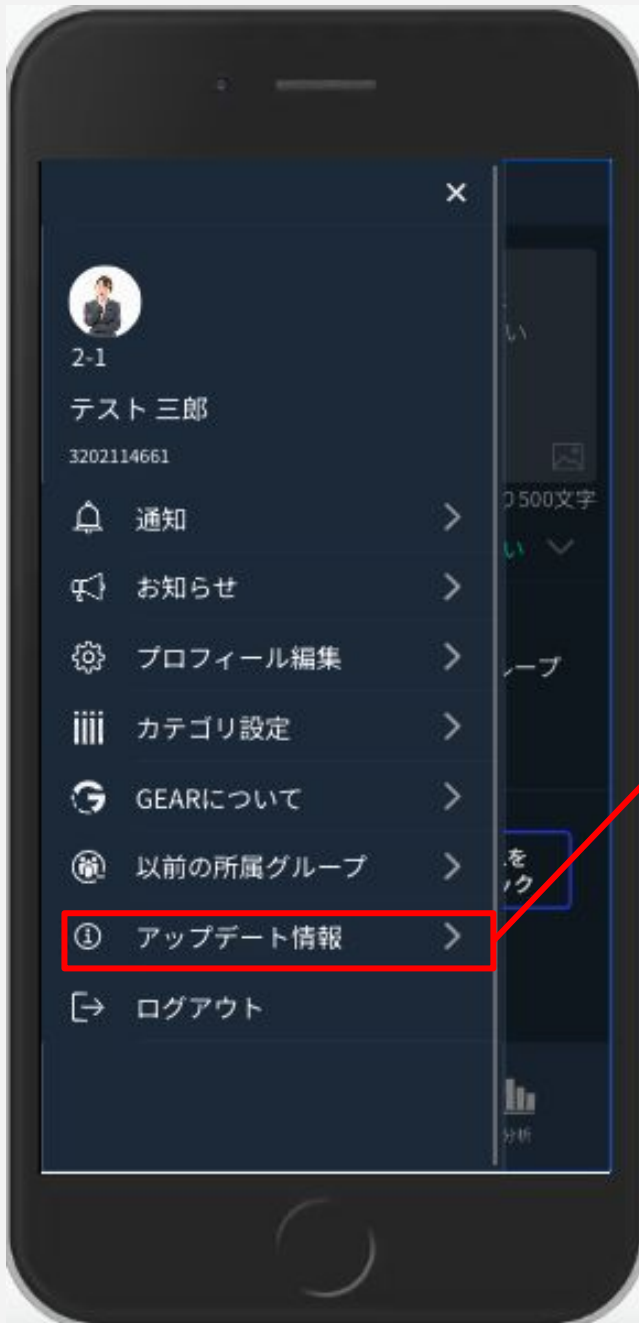 ×
2-1
テスト 三郎
3202114661
い
通知
お知らせ
プロフィール編集
カテゴリ設定
GEARについて
以前の所属グループ
アップデート情報
ログアウト
500文字
い
ループ
を
ック
分析